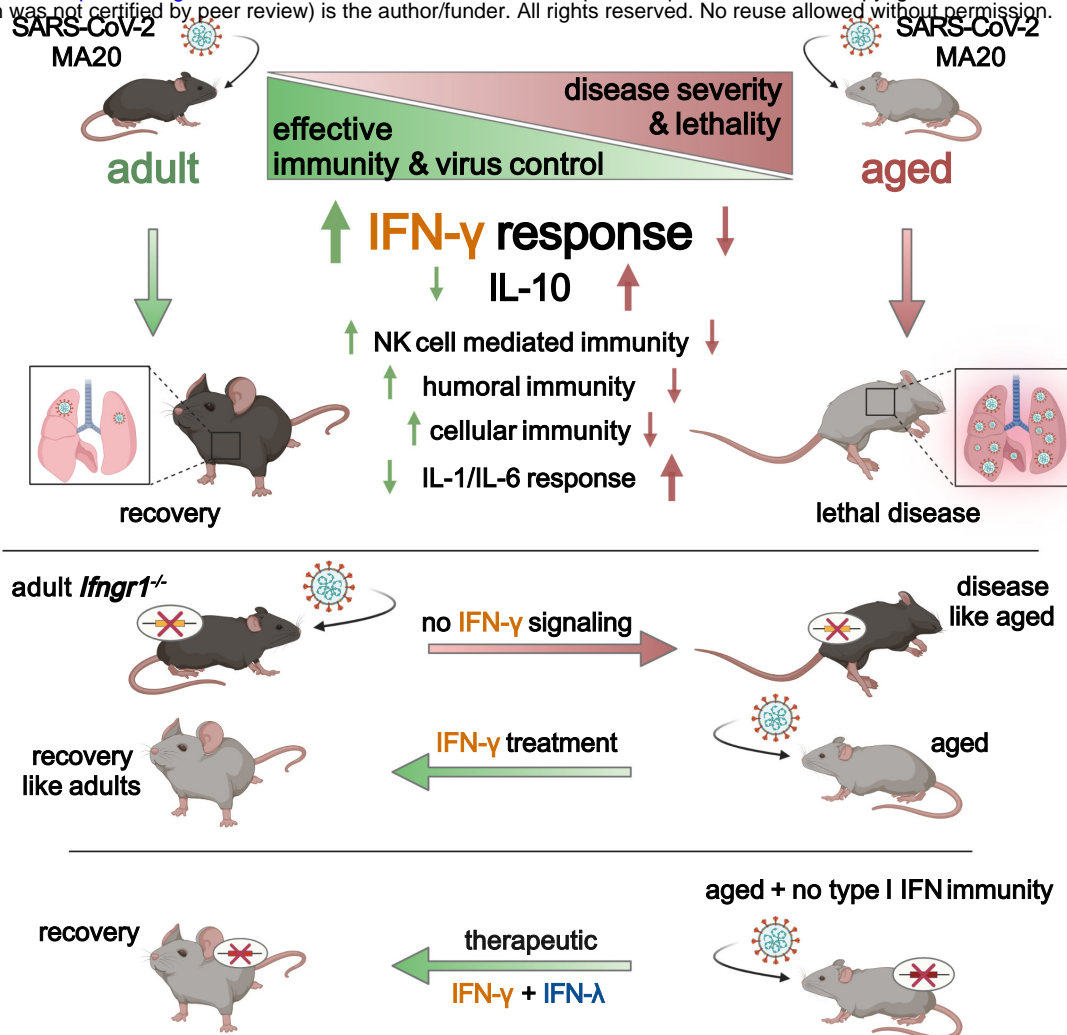 was not certified by peer review) is the author/funder. All rights reserved. No reuse allowed without permission.
SARS-CoV-2
MA20
adult
effective
immunity & virus control
disease severity
& lethality
SARS-CoV-2
MA20
aged
IFN-γ response
IL-10
NK cell mediated immunity
humoral immunity
cellular immunity
IL-1/IL-6 response
recovery
lethal disease
adult Ifngr1-/-
no IFN-γ signaling
disease
like aged
recovery
like adults
IFN-γ treatment
aged
aged + no type I IFN immunity
recovery
therapeutic
IFN-γ + IFN-λ